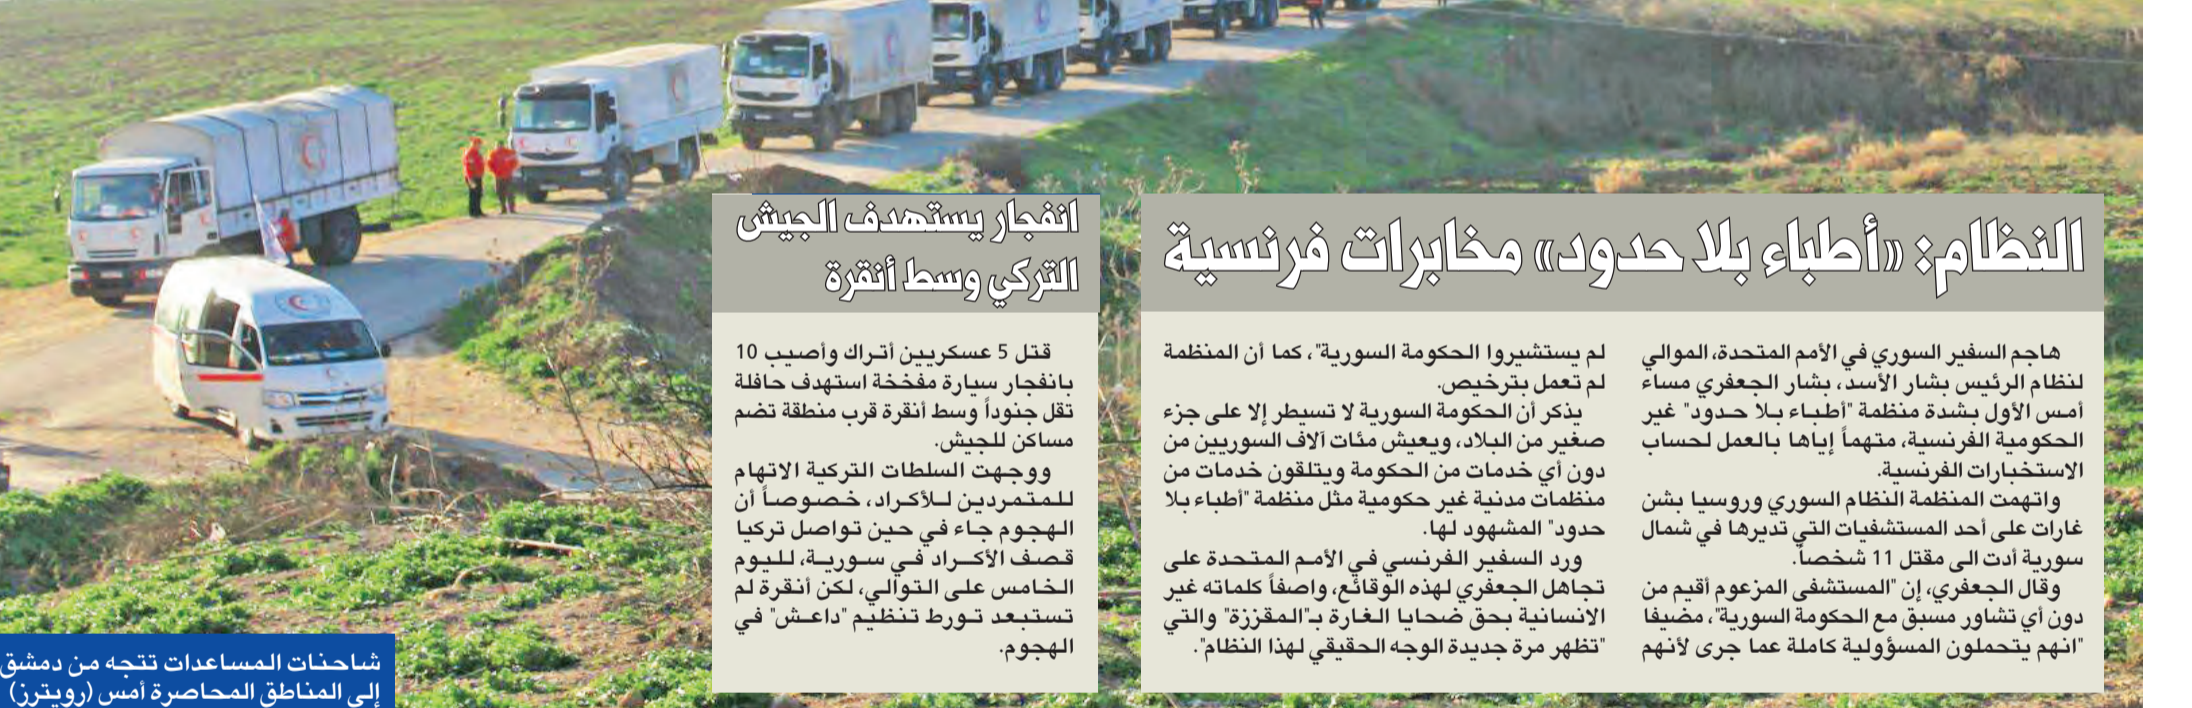 النظام: «أطباء بلا حدود» مخابرات فرنسية
هاجم السفير السوري في الأمم المتحدة، الموالي
لنظام الرئيس بشار الأسد، بشار الجعفري مساء
أمس الأول بشدة منظمة "أطباء بلا حدود" غير
الحكومية الفرنسية، متهماً إياها بالعمل لحساب
الاستخبارات الفرنسية.
واتهمت المنظمة النظام السوري وروسيا بشن
غارات على أحد المستشفيات التي تديرها في شمال
سورية أدت الى مقتل 11 شخصاً.
وقال الجعفري، إن "المستشفى المزعوم أقيم من
دون أي تشاور مسبق مع الحكومة السورية"، مضيفا
"انهم يتحملون المسؤولية كاملة عما جرى لأنهم
لم يستشيروا الحكومة السورية"، كما أن المنظمة
لم تعمل بترخيص.
يذكر أن الحكومة السورية لا تسيطر إلا على جزء
صغير من البلاد، ويعيش مئات آلاف السوريين من
دون أي خدمات من الحكومة ويتلقون خدمات من
منظمات مدنية غير حكومية مثل منظمة "أطباء بلا
حدود" المشهود لها.
ورد السفير الفرنسي في الأمم المتحدة على
تجاهل الجعفري لهذه الوقائع، واصفاً كلماته غير
الانسانية بحق ضحايا الغارة بـ"المقززة" والتي
"تظهر مرة جديدة الوجه الحقيقي لهذا النظام".
انفجار يستهدف الجيش
التركي وسط أنقرة
قتل 5 عسكريين أتراك وأصيب 10
بانفجار سيارة مفخخة استهدف حافلة
تقل جنوداً وسط أنقرة قرب منطقة تضم
مساكن للجيش.
ووجهت السلطات التركية الاتهام
للمتمردين للأكراد، خصوصاً أن
الهجوم جاء في حين تواصل تركيا
قصف الأكراد في سورية، لليوم
الخامس على التوالي، لكن أنقرة لم
تستبعد تورط تنظيم "داعش" في
الهجوم.
شاحنات المساعدات تتجه من دمشق
إلى المناطق المحاصرة أمس (رويترز)